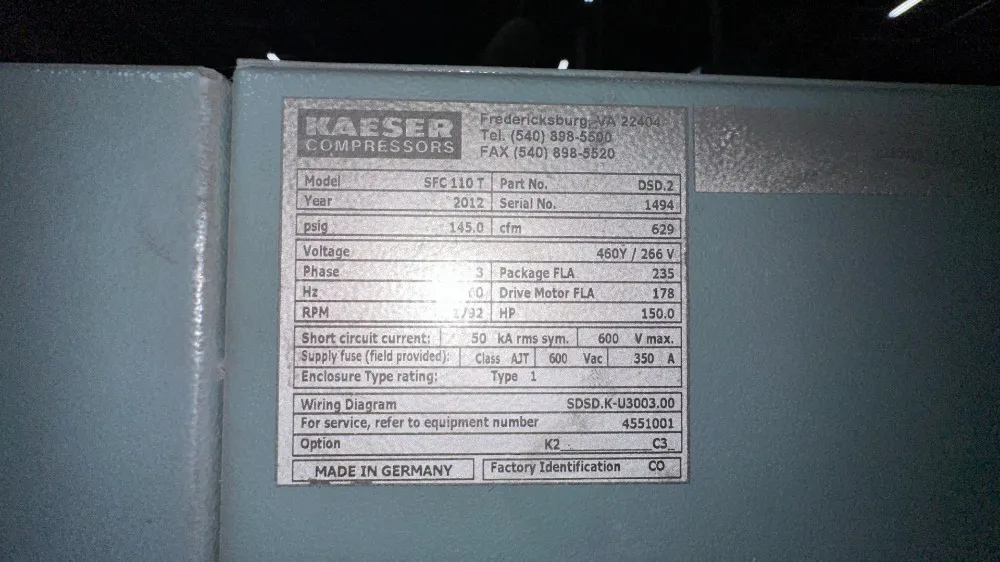 KAESER
COMPRESSORS
Fredericksburg, VA 22404
Tel. (540) 898-5500
FAX (540) 898-5520
Model SFC 110 T Part No. DSD.2
Year 2012 Serial No. 1494
psig 145.0 cfm 629
Voltage 460Y / 266 V
Phase 3 Package FLA 235
Hz Drive Motor FLA 178
RPM HP 150.0
Short circuit current: 50 kA rms sym. 600 V max.
Supply fuse (field provided): Class AJT 600 Vac 350 A
Enclosure Type rating: Type 1
Wiring Diagram SDSD.K-U3003.00
For service, refer to equipment number 4551001
Option K2 C3
MADE IN GERMANY Factory Identification CO